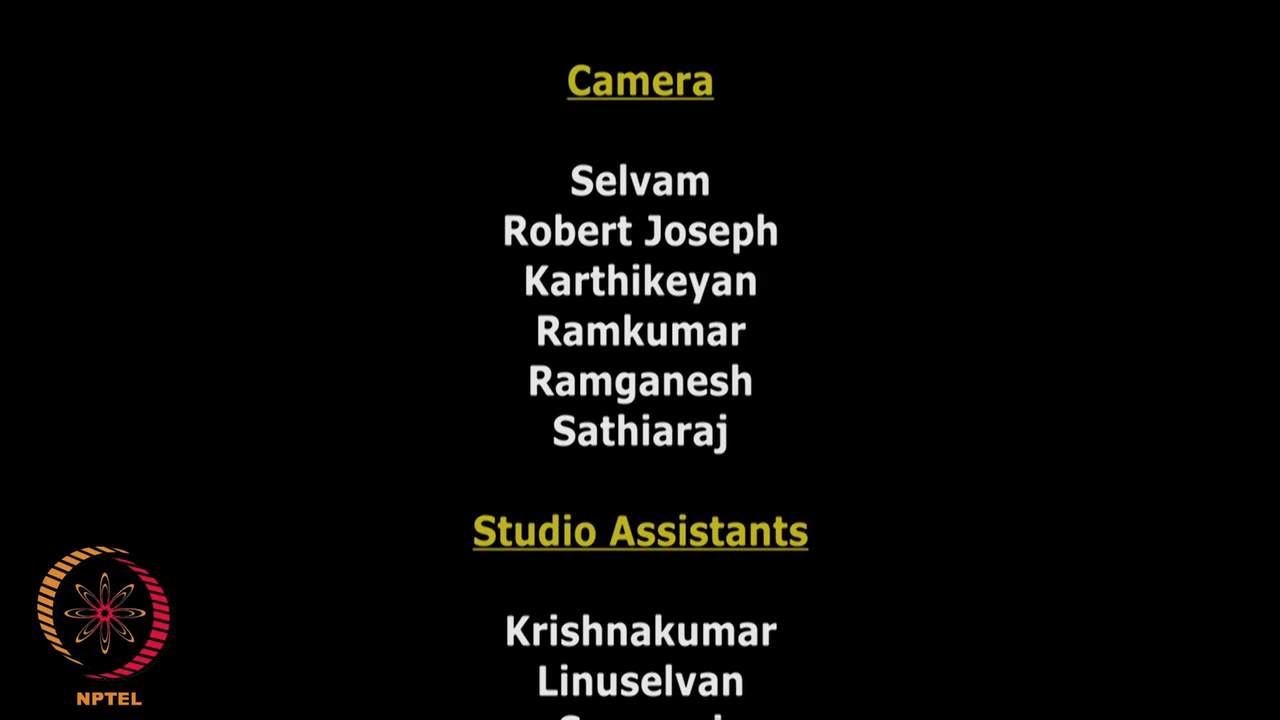 Camera
Selvam
Robert Joseph
Karthikeyan
Ramkumar
Ramganesh
Sathiaraj
Studio Assistants
Krishnakumar
Linuselvan
NPTEL